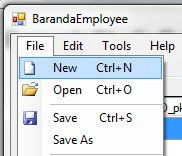 BarandaEmployee
File Edit Tools Help
New Ctrl+N
Open Ctrl+O
Save Ctrl+S
Save As